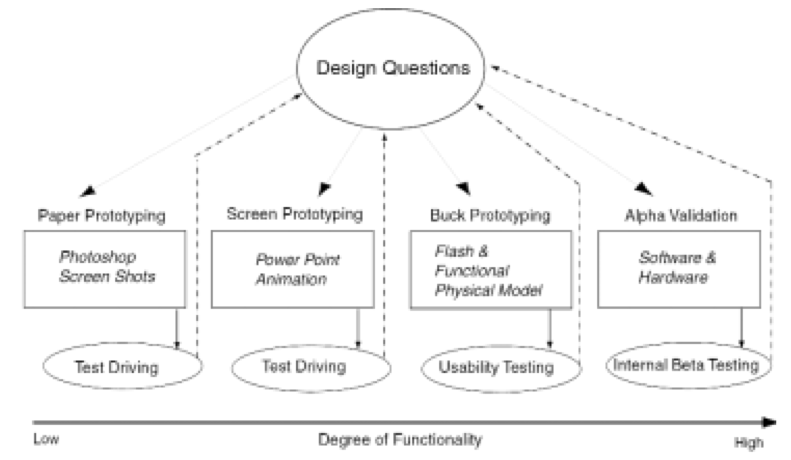 Design Questions
Paper Prototyping
Screen Prototyping
Buck Prototyping
Alpha Validation
Photoshop
Screen Shots
Power Point
Animation
Flash &
Functional
Physical Model
Software &
Hardware
Test Driving
Test Driving
Usability Testing
Internal Beta Testing
Low
Degree of Functionality
High